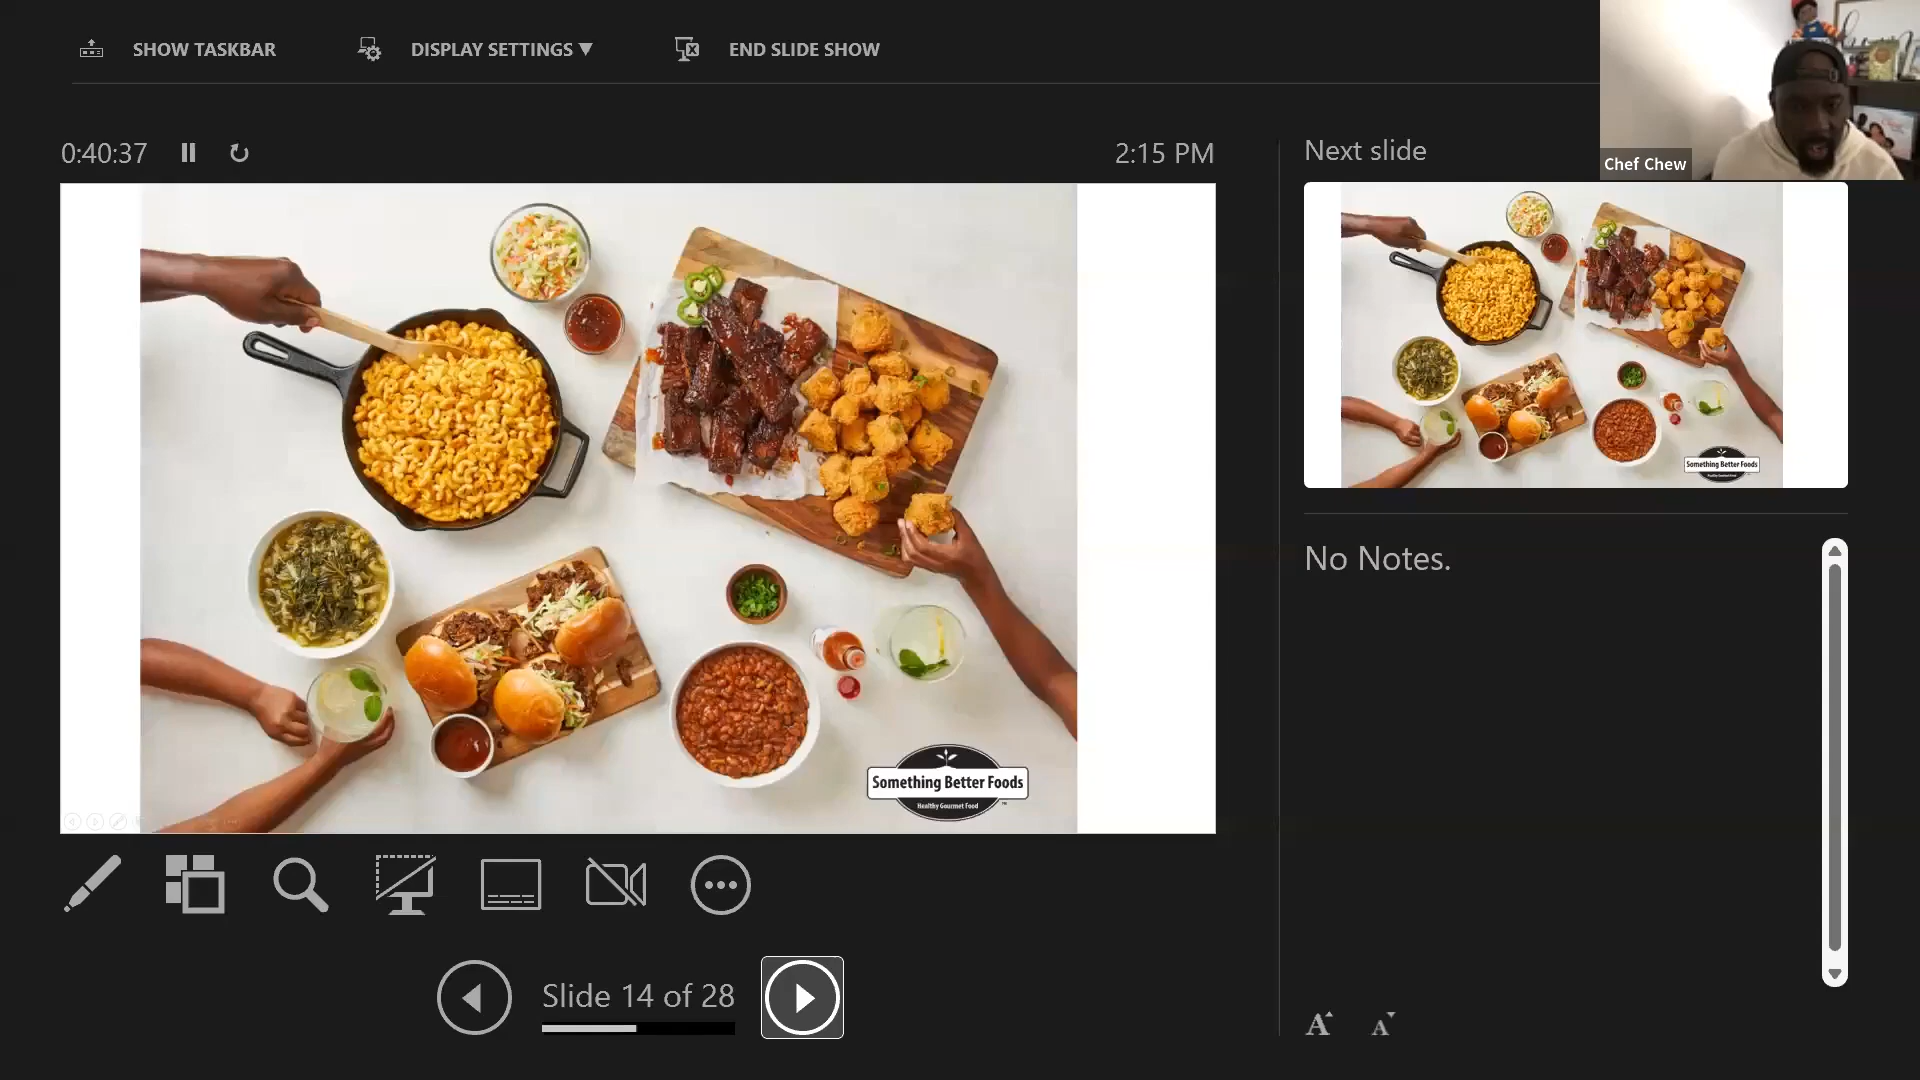 SHOW TASKBAR
DISPLAY SETTINGS ▼
END SLIDE SHOW
Chef Chew
0:40:37
2:15 PM
Next slide
Something Better Foods
Healthy Gourmet Food
Something Better Foods
No Notes.
Slide 14 of 28
A A